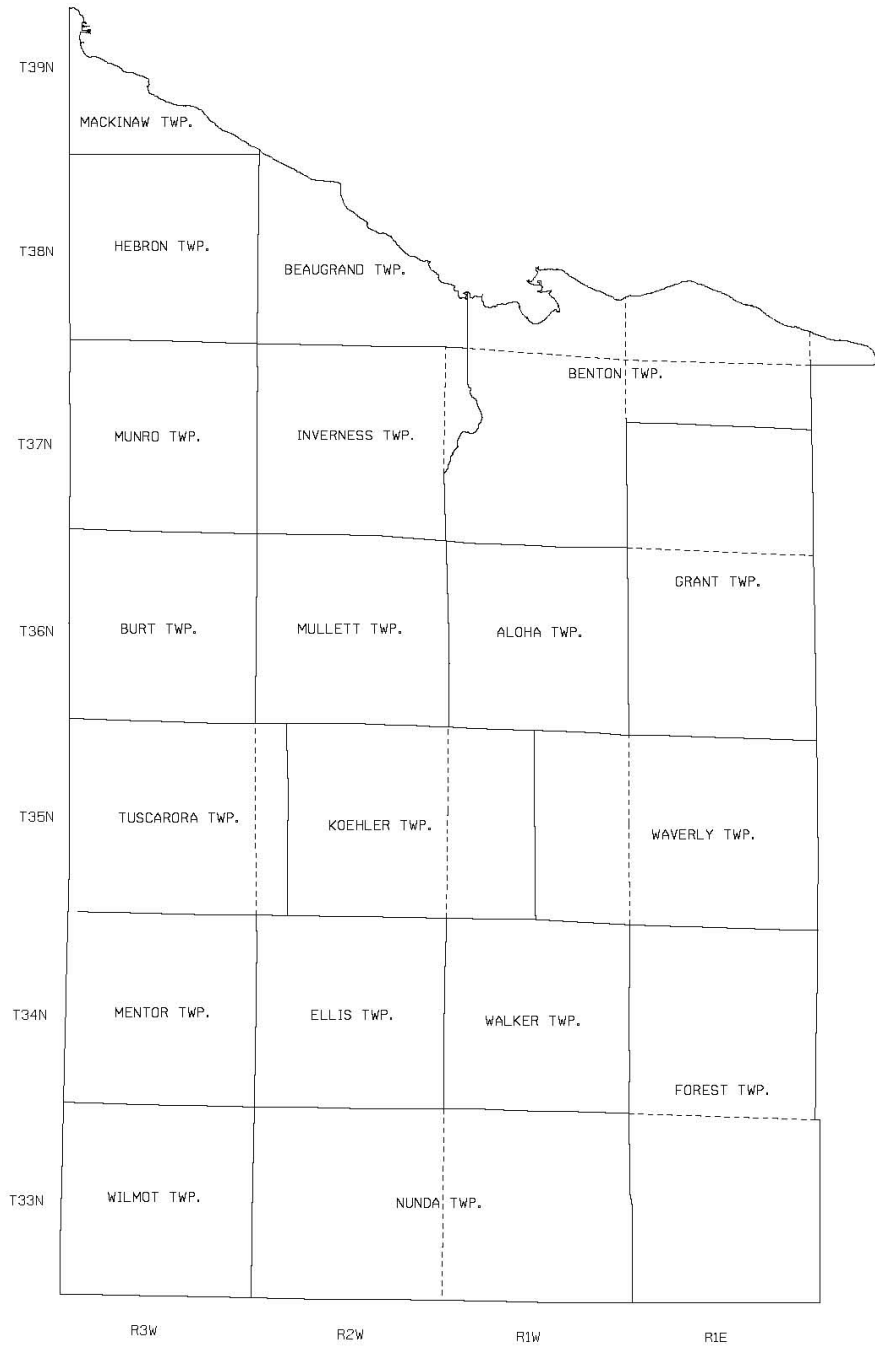 T39N
MACKINAW TWP.
T38N
HEBRON TWP.
BEAUGRAND TWP.
BENTON TWP.
T37N
MUNRO TWP.
INVERNESS TWP.
GRANT TWP.
T36N
BURT TWP.
MULLETT TWP.
ALOHA TWP.
T35N
TUSCARORA TWP.
KOEHLER TWP.
WAVERLY TWP.
T34N
MENTOR TWP.
ELLIS TWP.
WALKER TWP.
FOREST TWP.
T33N
WILMOT TWP.
NUNDA TWP.
R3W
R2W
R1W
R1E